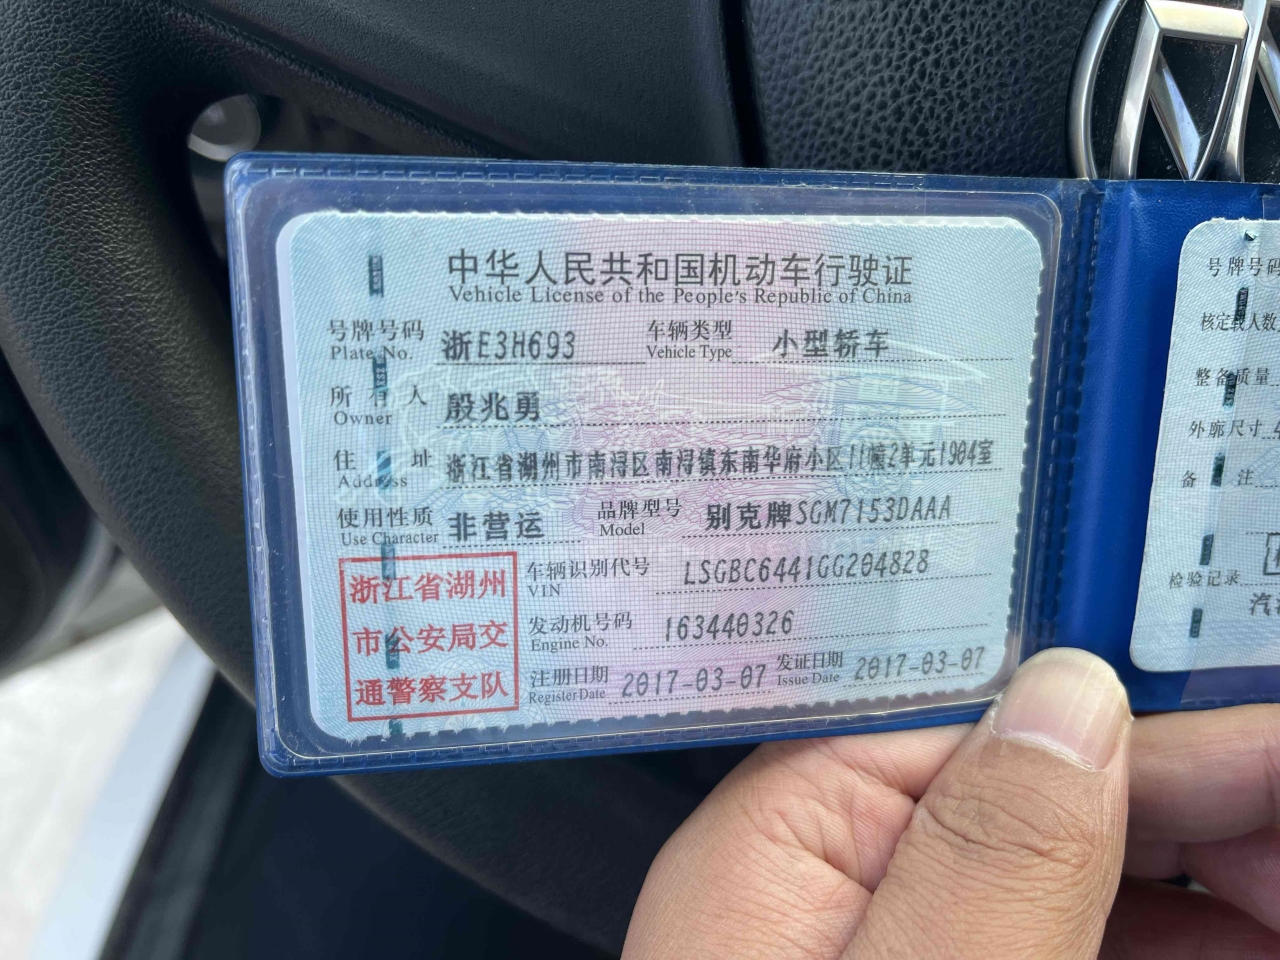 中华人民共和国机动车行驶证
Vehicle License of the People's Republic of China
号牌号码 浙E3H693 车辆类型 小型轿车
Plate No. Vehicle Type
所有人 殷兆勇
Owner
住址 浙江省湖州市南浔区南浔镇东南华府小区11幢2单元1904室
Address
使用性质 非营运 品牌型号 别克牌SGM7153DAAA
Use Character Model
浙江省湖州
市公安局交
通警察支队
车辆识别代号 LSGBC6441GG204828
VIN
发动机号码 163440326
Engine No.
注册日期 2017-03-07 发证日期 2017-03-07
Register Date Issue Date
号牌号码
核定载人数
整备质量
外廓尺寸
备注
检验记录
汽